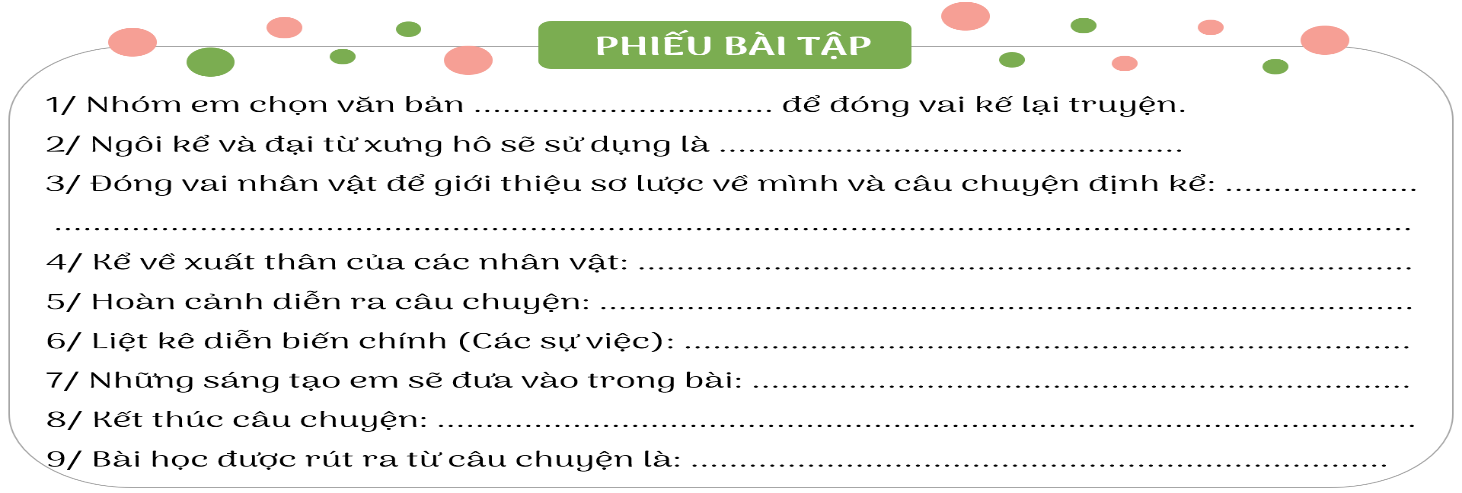 PHIẾU BÀI TẬP
1/ Nhóm em chọn văn bản ............................... để đóng vai kể lại truyện.
2/ Ngôi kể và đại từ xưng hô sẽ sử dụng là ................................................
3/ Đóng vai nhân vật để giới thiệu sơ lược về mình và câu chuyện định kể: ....................
............................................................................................................................................
4/ Kể về xuất thân của các nhân vật: ................................................................................
5/ Hoàn cảnh diễn ra câu chuyện: ....................................................................................
6/ Liệt kê diễn biến chính (Các sự việc): ...........................................................................
7/ Những sáng tạo em sẽ đưa vào trong bài: ....................................................................
8/ Kết thúc câu chuyện: .....................................................................................................
9/ Bài học được rút ra từ câu chuyện là: ........................................................................